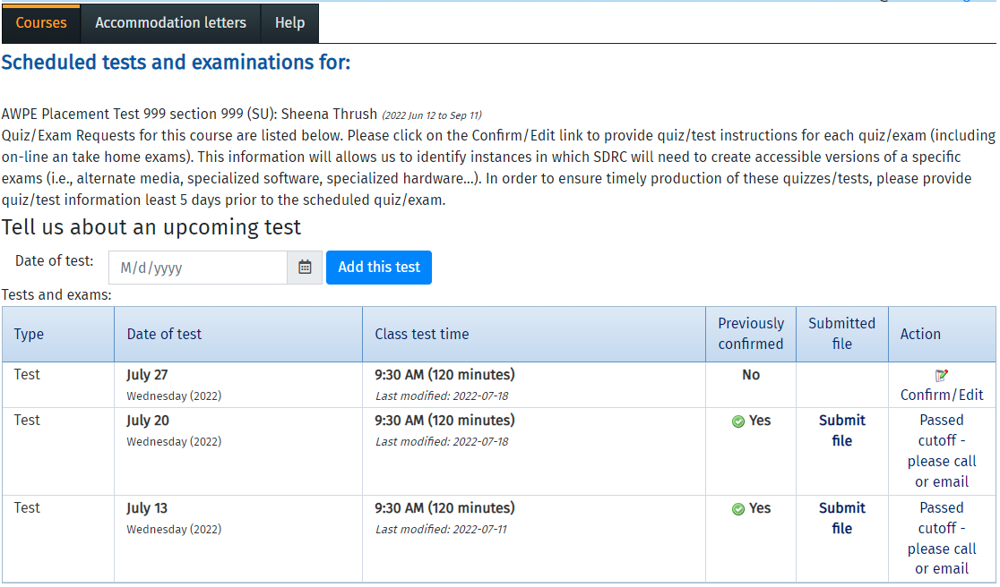 Courses Accommodation letters Help
Scheduled tests and examinations for:
AWPE Placement Test 999 section 999 (SU): Sheena Thrush (2022 Jun 12 to Sep 11)
Quiz/Exam Requests for this course are listed below. Please click on the Confirm/Edit link to provide quiz/test instructions for each quiz/exam (including
on-line an take home exams). This information will allows us to identify instances in which SDRC will need to create accessible versions of a specific
exams (i.e., alternate media, specialized software, specialized hardware...). In order to ensure timely production of these quizzes/tests, please provide
quiz/test information least 5 days prior to the scheduled quiz/exam.
Tell us about an upcoming test
Date of test: M/d/yyyy Add this test
Tests and exams:
Type Date of test Class test time Previously confirmed Submitted file Action
Test July 27 9:30 AM (120 minutes) No
Wednesday (2022) Last modified: 2022-07-18 Confirm/Edit
Test July 20 9:30 AM (120 minutes) Yes Submit Passed
Wednesday (2022) Last modified: 2022-07-18 file cutoff -
please call
or email
Test July 13 9:30 AM (120 minutes) Yes Submit Passed
Wednesday (2022) Last modified: 2022-07-11 file cutoff -
please call
or email